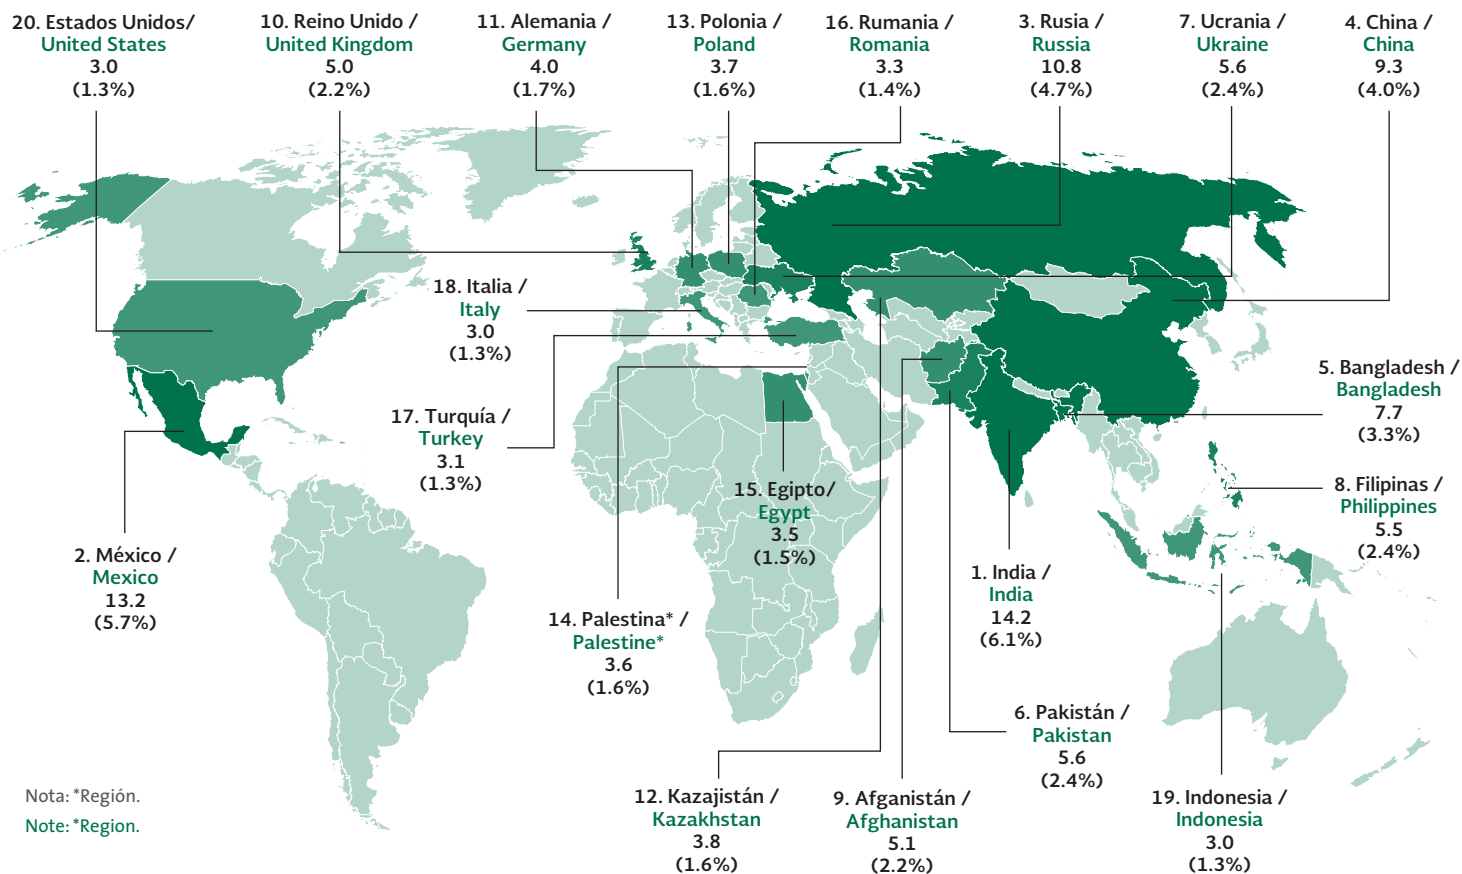 20. Estados Unidos/
United States
3.0
(1.3%)
10. Reino Unido /
United Kingdom
5.0
(2.2%)
11. Alemania /
Germany
4.0
(1.7%)
13. Polonia /
Poland
3.7
(1.6%)
16. Rumania /
Romania
3.3
(1.4%)
3. Rusia /
Russia
10.8
(4.7%)
7. Ucrania /
Ukraine
5.6
(2.4%)
4. China /
China
9.3
(4.0%)
18. Italia /
Italy
3.0
(1.3%)
5. Bangladesh /
Bangladesh
7.7
(3.3%)
17. Turquía /
Turkey
3.1
(1.3%)
15. Egipto/
Egypt
3.5
(1.5%)
8. Filipinas /
Philippines
5.5
(2.4%)
2. México /
Mexico
13.2
(5.7%)
1. India /
India
14.2
(6.1%)
14. Palestina* /
Palestine*
3.6
(1.6%)
6. Pakistán /
Pakistan
5.6
(2.4%)
12. Kazajistán /
Kazakhstan
3.8
(1.6%)
9. Afganistán /
Afghanistan
5.1
(2.2%)
19. Indonesia /
Indonesia
3.0
(1.3%)
Nota: *Región.
Note: *Region.